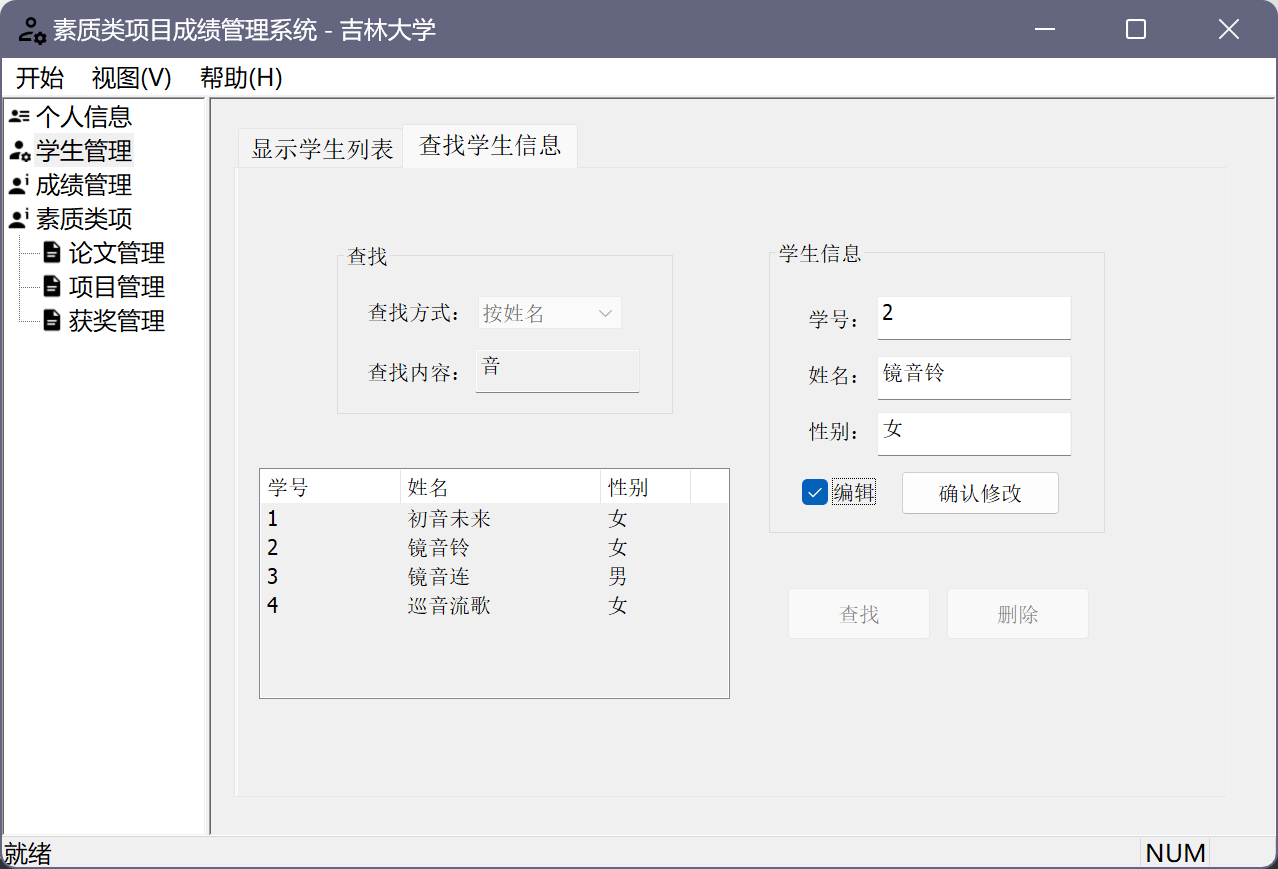 素质类项目成绩管理系统 - 吉林大学
开始 视图(V) 帮助(H)
个人信息
学生管理
成绩管理
素质类项
论文管理
项目管理
获奖管理
显示学生列表 查找学生信息
查找
查找方式： 按姓名
查找内容： 音
学号 姓名 性别
1 初音未来 女
2 镜音铃 女
3 镜音连 男
4 巡音流歌 女
学生信息
学号： 2
姓名： 镜音铃
性别： 女
编辑 确认修改
查找 删除
就绪 NUM